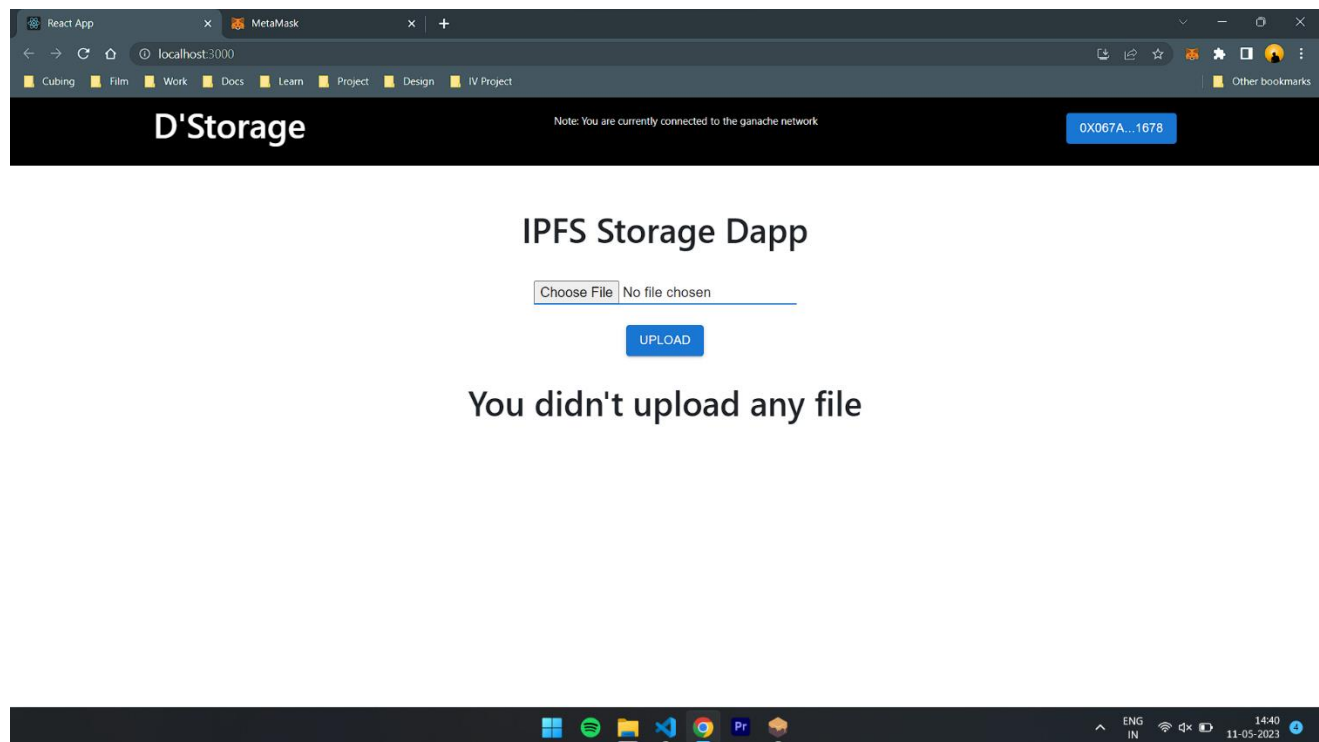 React App
MetaMask
localhost:3000
Cubing Film Work Docs Learn Project Design IV Project Other bookmarks
D'Storage
Note: You are currently connected to the ganache network
0X067A...1678
IPFS Storage Dapp
Choose File No file chosen
UPLOAD
You didn't upload any file
Pr
ENG
IN
14:40
11-05-2023
4